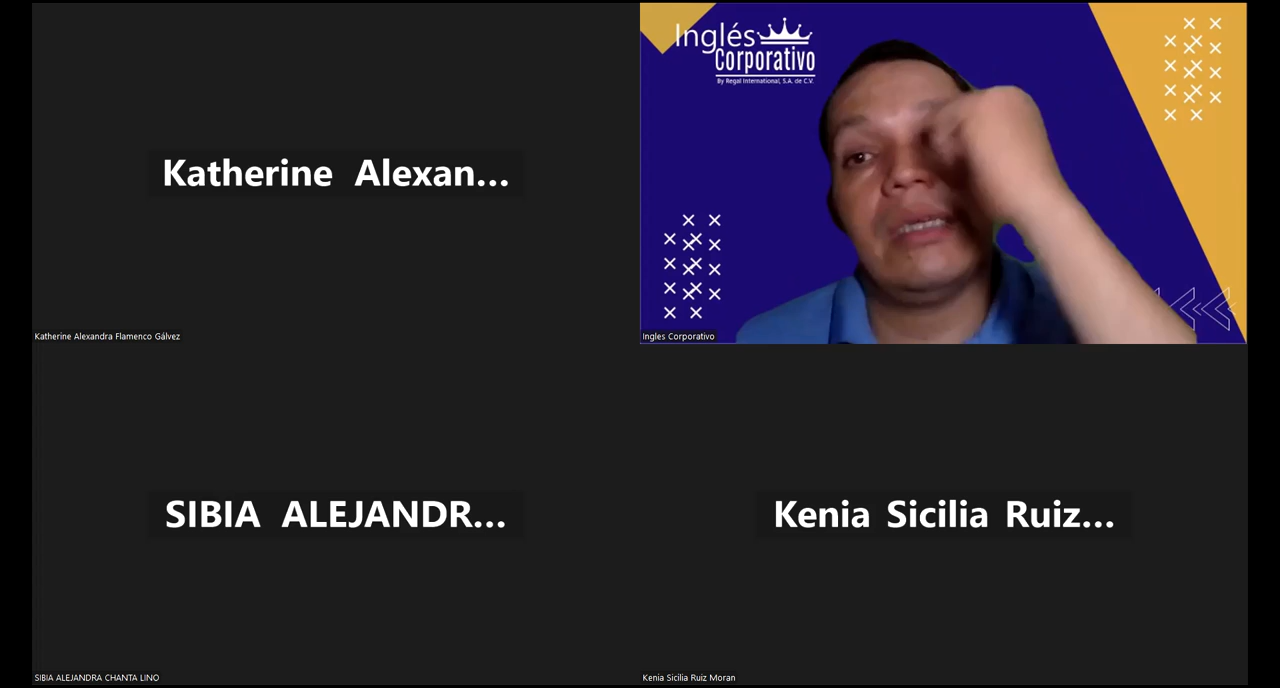 Katherine Alexan...
Katherine Alexandra Flamenco Gálvez
Inglés
Corporativo
By Regal International, S.A. de C.V.
Ingles Corporativo
SIBIA ALEJANDR...
SIBIA ALEJANDRA CHANTA LINO
Kenia Sicilia Ruiz...
Kenia Sicilia Ruiz Moran